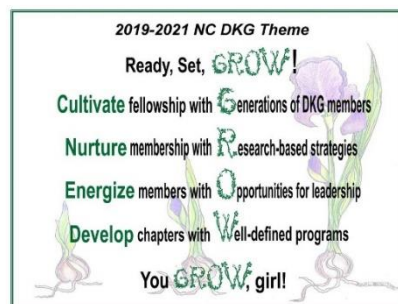 2019-2021 NC DKG Theme
Ready, Set, GROW!
Cultivate fellowship with Generations of DKG members
Nurture membership with Research-based strategies
Energize members with Opportunities for leadership
Develop chapters with Well-defined programs
You GROW, girl!